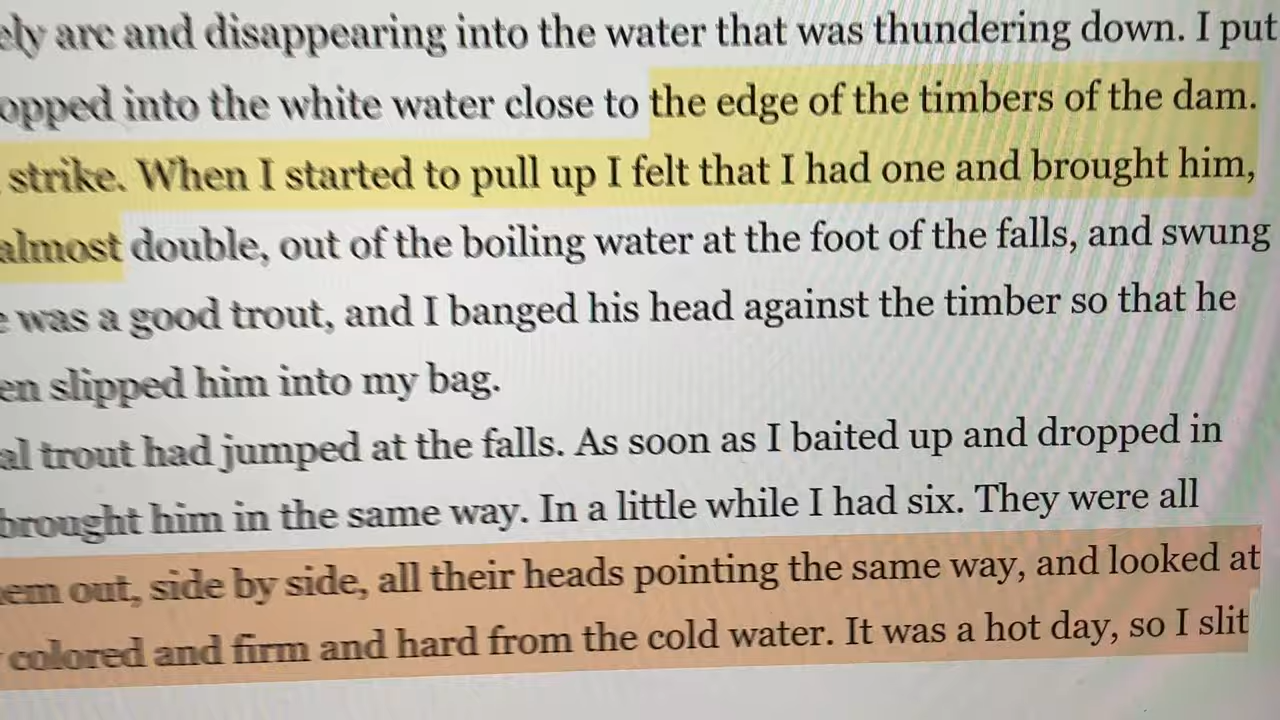 arc and disappearing into the water that was thundering down. I put
into the white water close to the edge of the timbers of the dam.
strike. When I started to pull up I felt that I had one and brought him,
almost double, out of the boiling water at the foot of the falls, and swung
was a good trout, and I banged his head against the timber so that he
slipped him into my bag.
trout had jumped at the falls. As soon as I baited up and dropped in
brought him in the same way. In a little while I had six. They were all
out, side by side, all their heads pointing the same way, and looked at
colored and firm and hard from the cold water. It was a hot day, so I slit